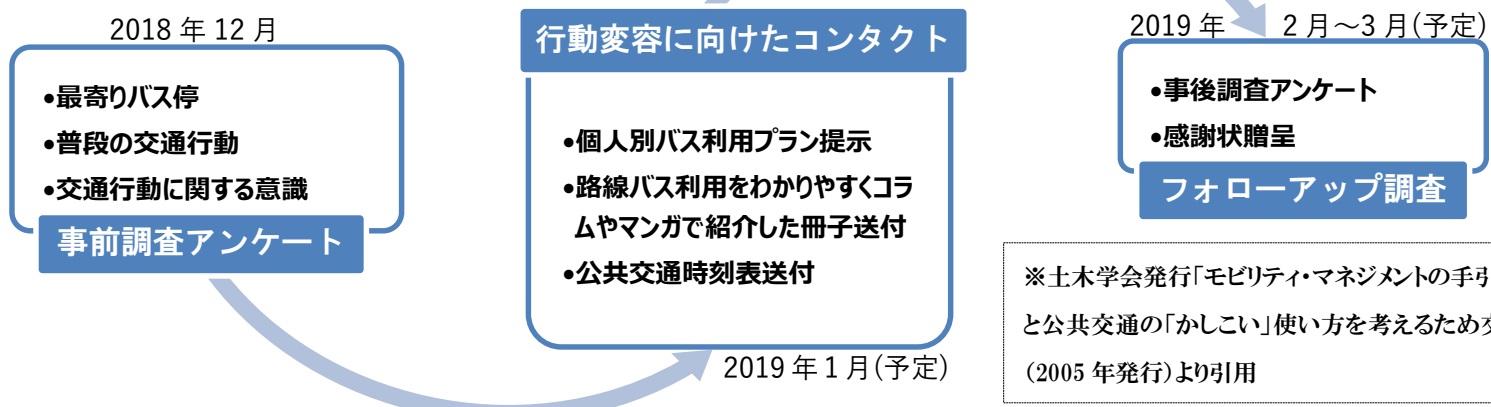 2018 年 12 月
•最寄りバス停
•普段の交通行動
•交通行動に関する意識
事前調査アンケート
行動変容に向けたコンタクト
•個人別バス利用プラン提示
•路線バス利用をわかりやすくコラ
ムやマンガで紹介した冊子送付
•公共交通時刻表送付
2019 年 1 月(予定)
2019 年 2 月~3 月(予定)
•事後調査アンケート
•感謝状贈呈
フォローアップ調査
※土木学会発行「モビリティ・マネジメントの手引
と公共交通の「かしこい」使い方を考えるため
(2005 年発行)より引用